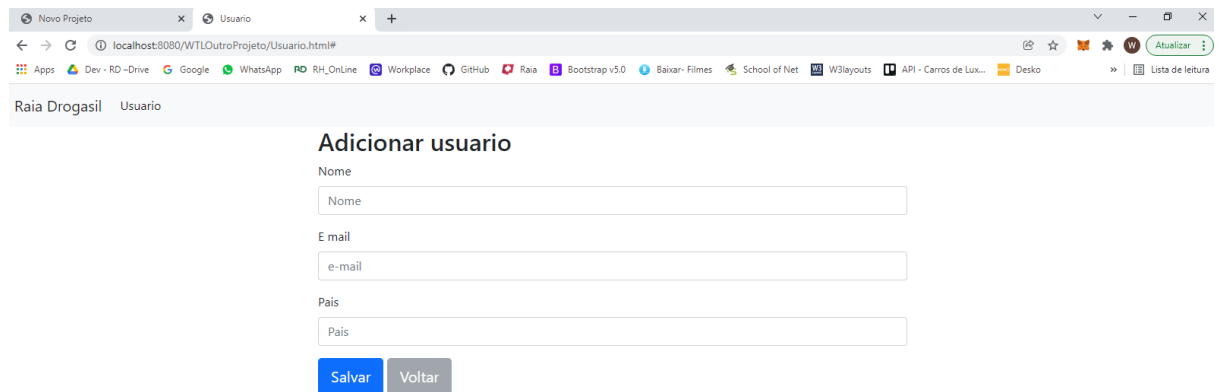 Novo Projeto Usuario
localhost:8080/WTLOutroProjeto/Usuario.html# W Atualizar
Apps Dev - RD –Drive G Google WhatsApp RD RH_OnLine Workplace GitHub Raia B Bootstrap v5.0 Baixar- Filmes School of Net W3 W3layouts API - Carros de Lux... Desko » Lista de leitura
Raia Drogasil Usuario
Adicionar usuario
Nome
Nome
E mail
e-mail
Pais
Pais
Salvar Voltar